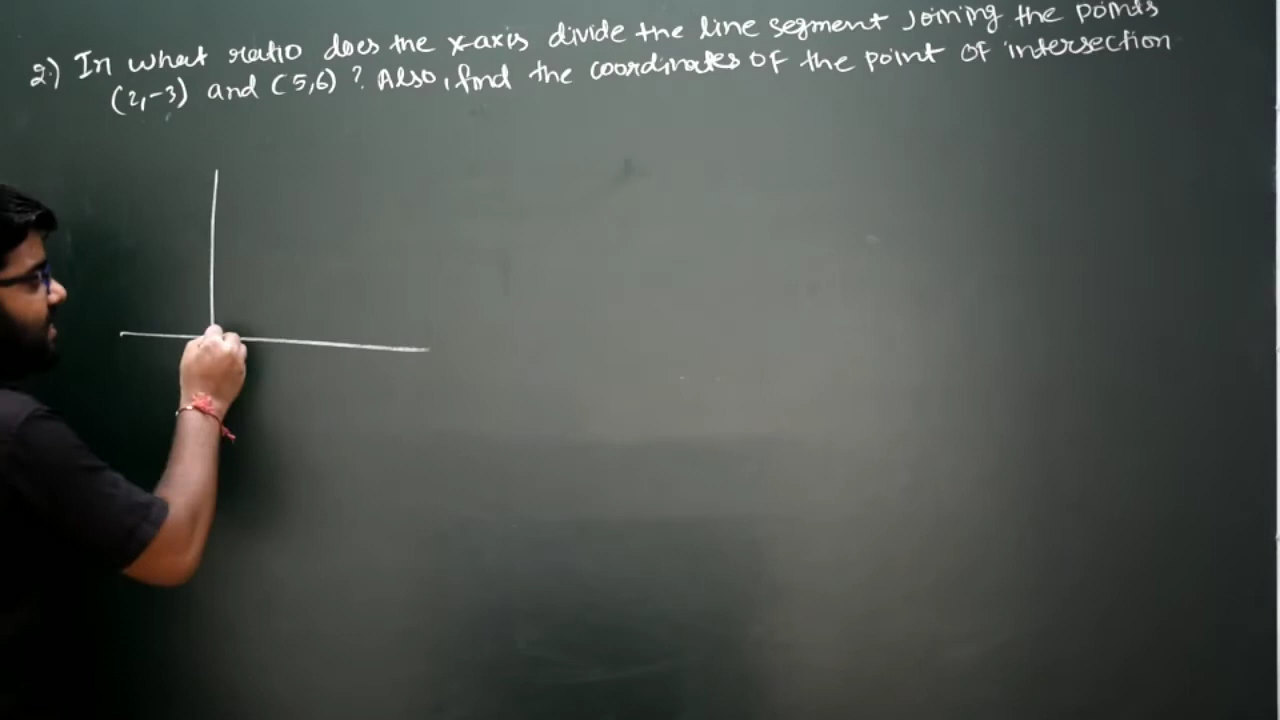 2.) In what ratio does the x-axis divide the line segment joining the points
(2,-3) and (5,6) ? Also, find the coordinates of the point of intersection